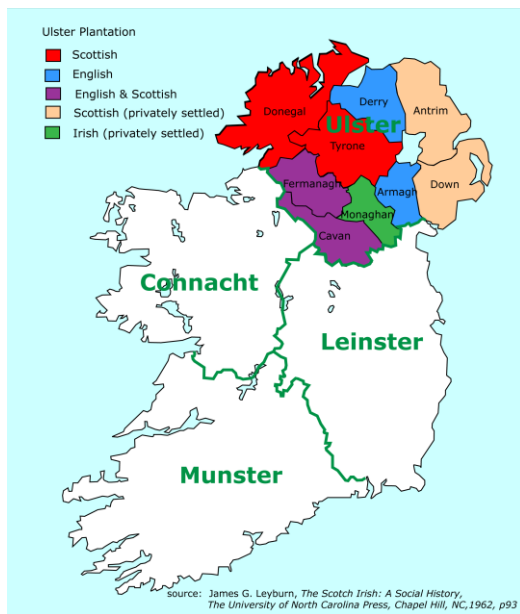 Ulster Plantation
Scottish
English
English & Scottish
Scottish (privately settled)
Irish (privately settled)
Donegal
Derry
Antrim
Ulster
Tyrone
Fermanagh
Armagh
Down
Monaghan
Cavan
Connacht
Leinster
Munster
source: James G. Leyburn, The Scotch Irish: A Social History,
The University of North Carolina Press, Chapel Hill, NC,1962, p93